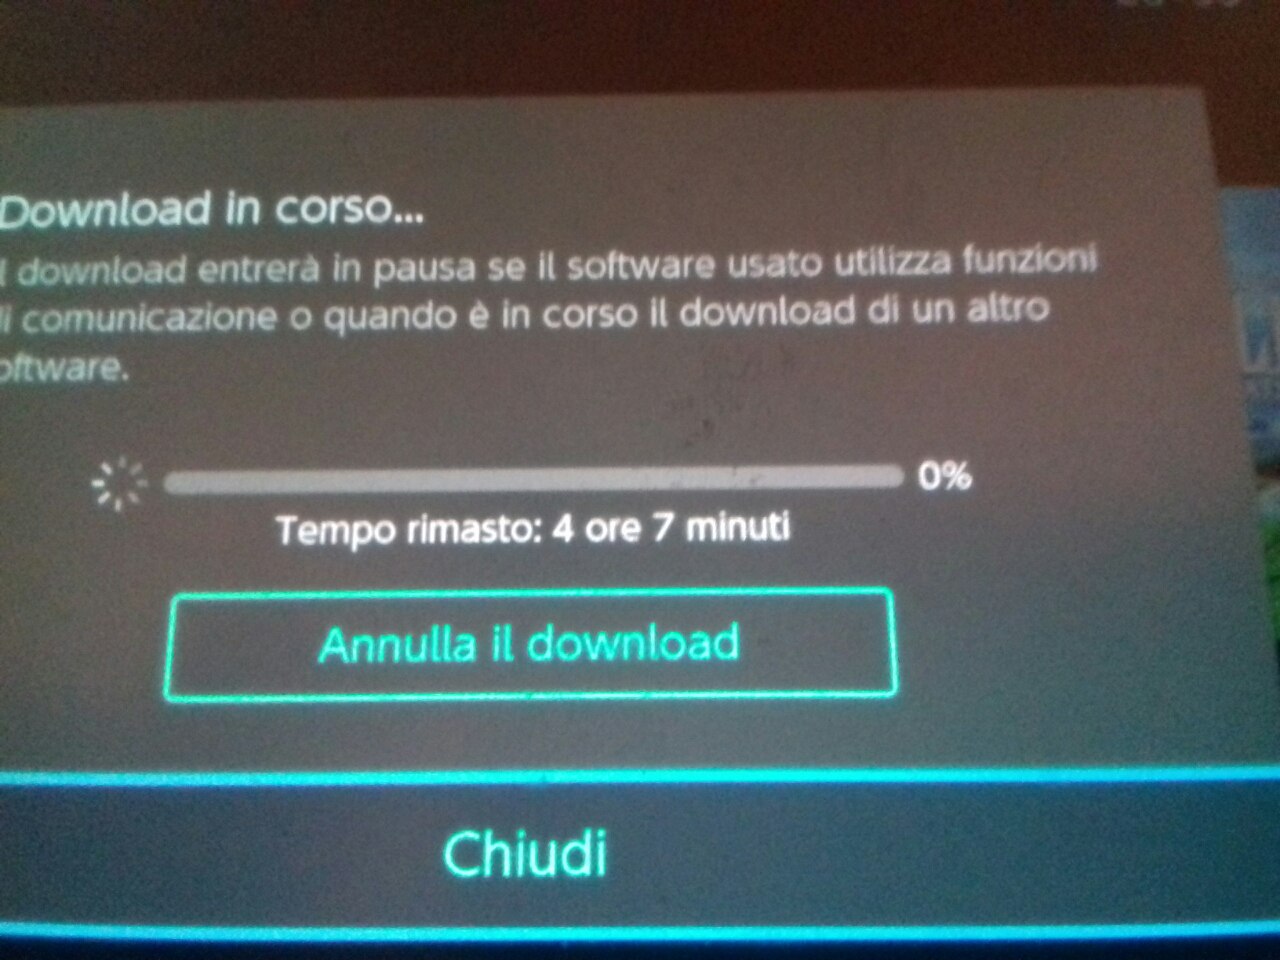 Download in corso...
l download entrerà in pausa se il software usato utilizza funzioni
i comunicazione o quando è in corso il download di un altro
oftware.
0%
Tempo rimasto: 4 ore 7 minuti
Annulla il download
Chiudi